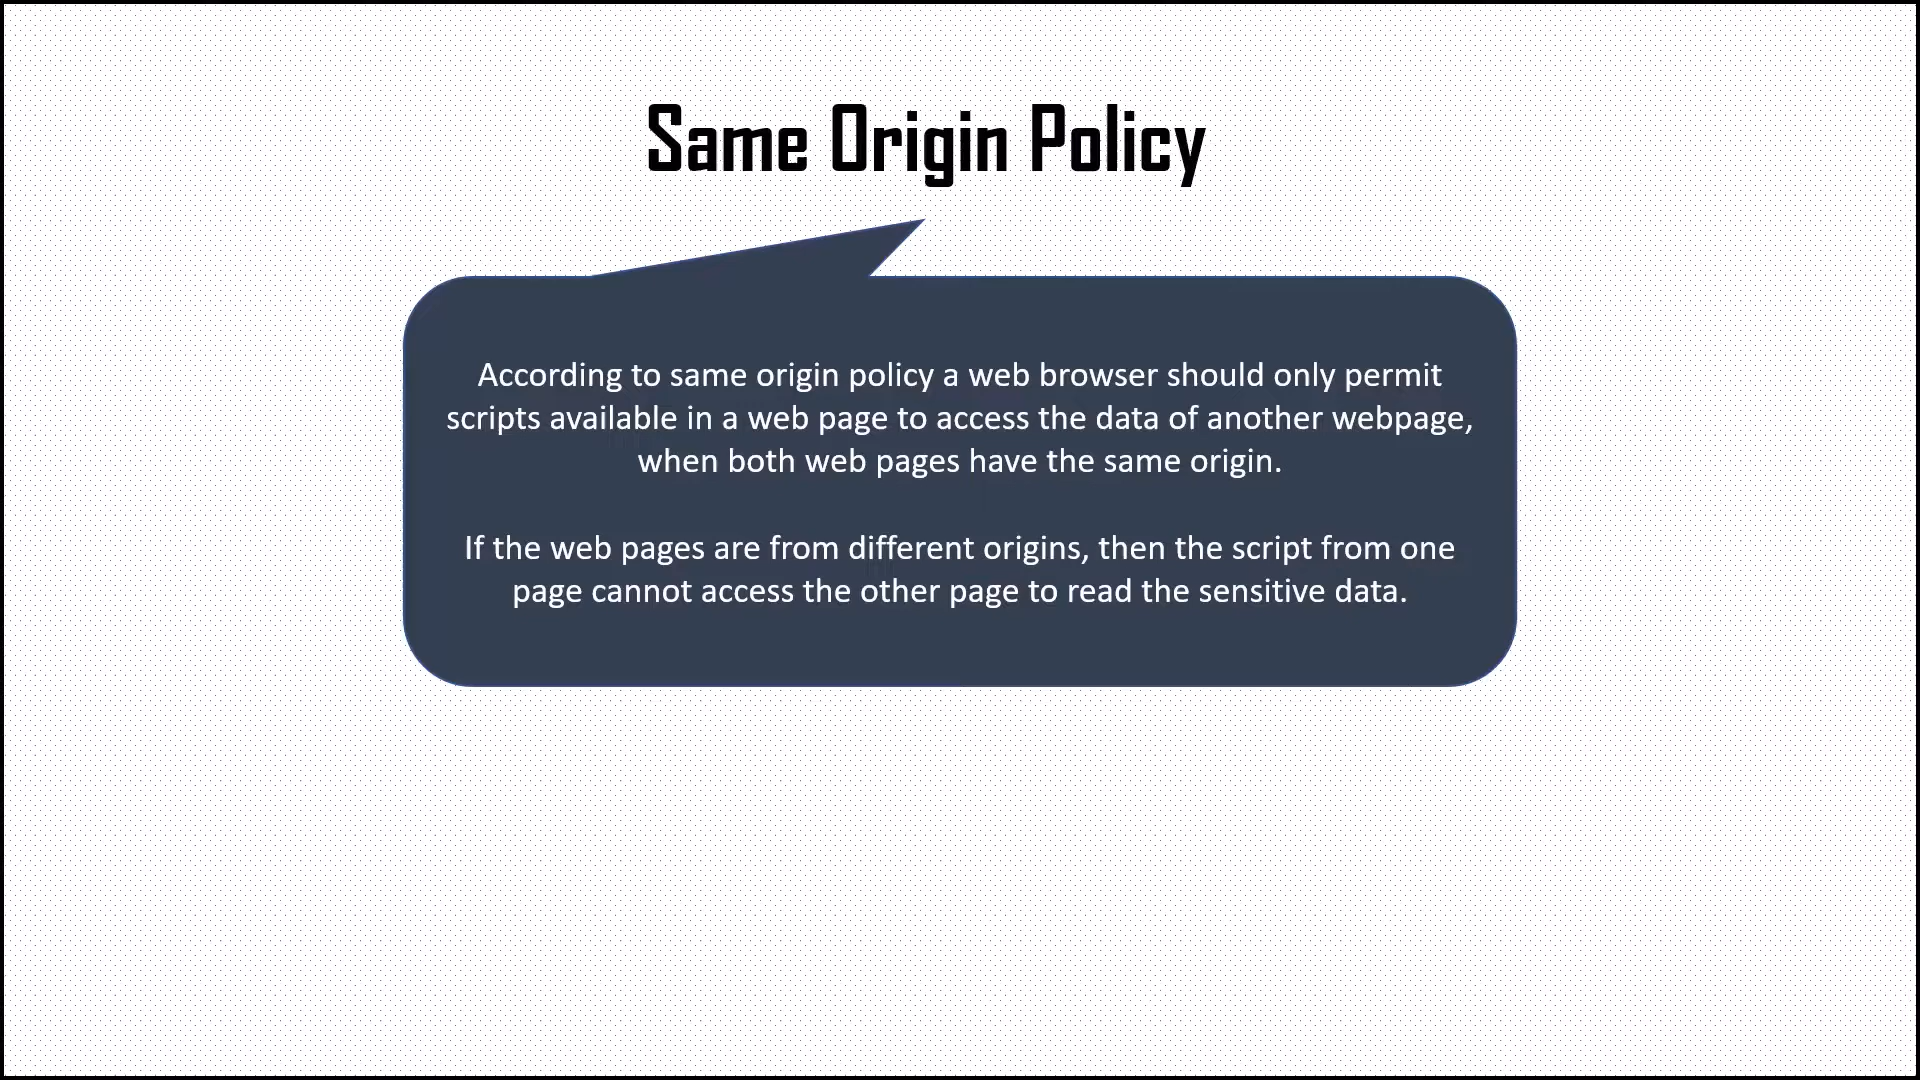 Same Origin Policy
According to same origin policy a web browser should only permit
scripts available in a web page to access the data of another webpage,
when both web pages have the same origin.
If the web pages are from different origins, then the script from one
page cannot access the other page to read the sensitive data.